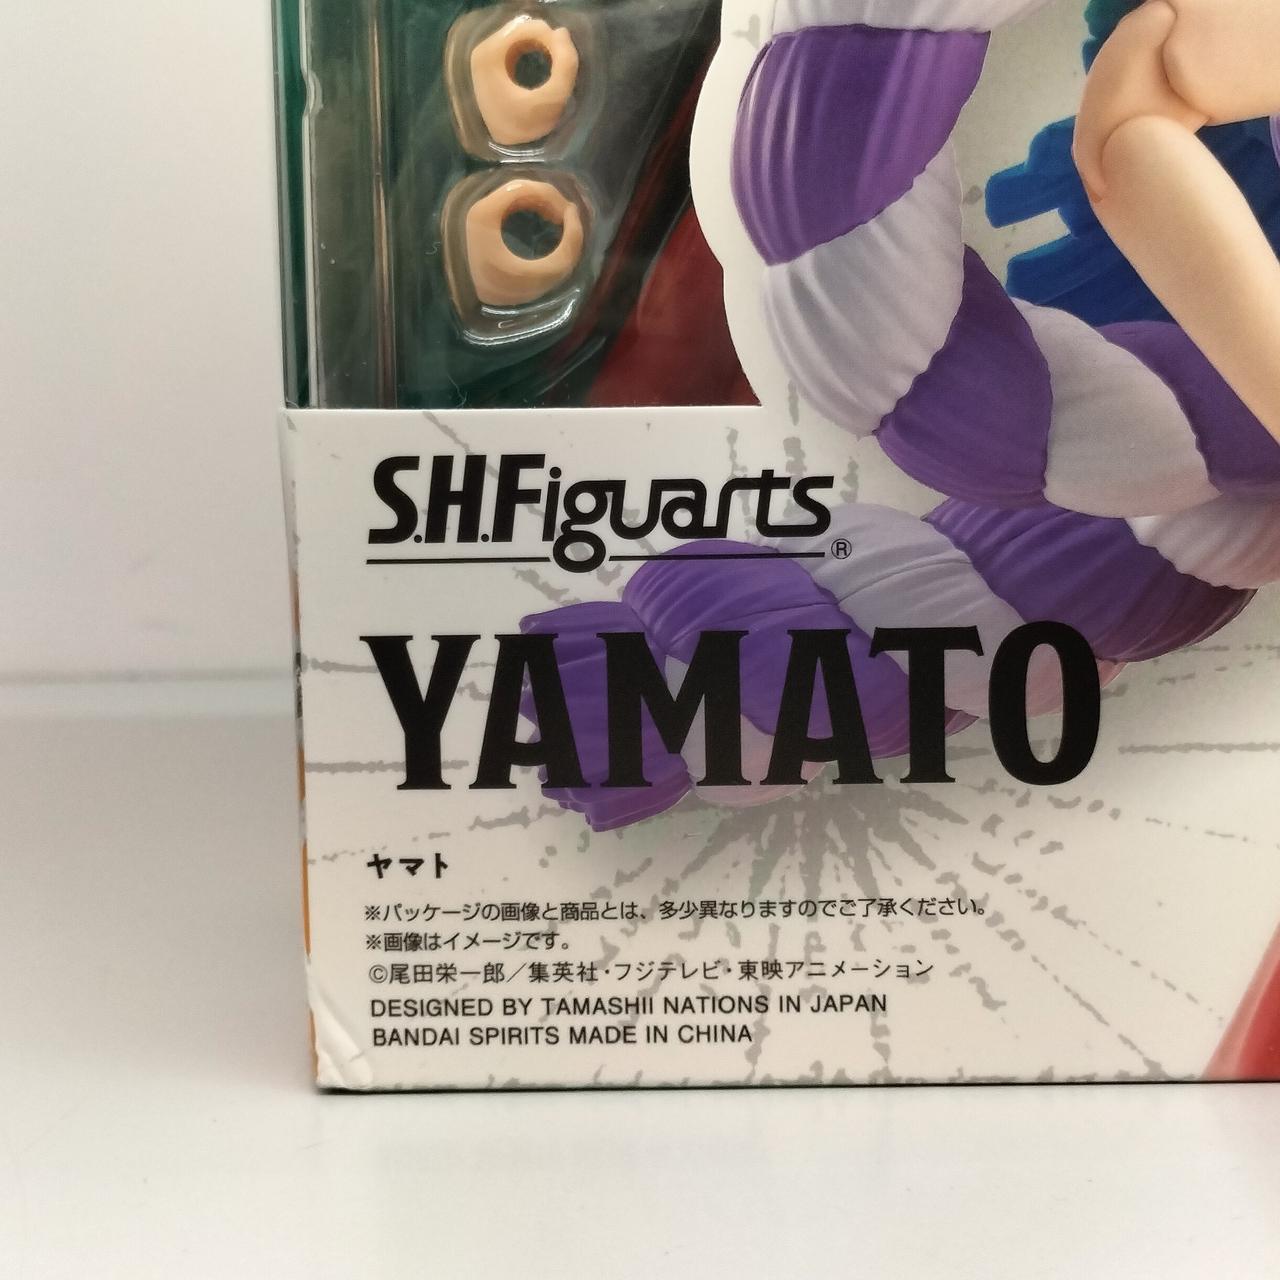 S.H.Figuarts®
YAMATO
ヤマト
※パッケージの画像と商品とは、多少異なりますのでご了承ください。
※画像はイメージです。
©尾田栄一郎／集英社・フジテレビ・東映アニメーション
DESIGNED BY TAMASHII NATIONS IN JAPAN
BANDAI SPIRITS MADE IN CHINA